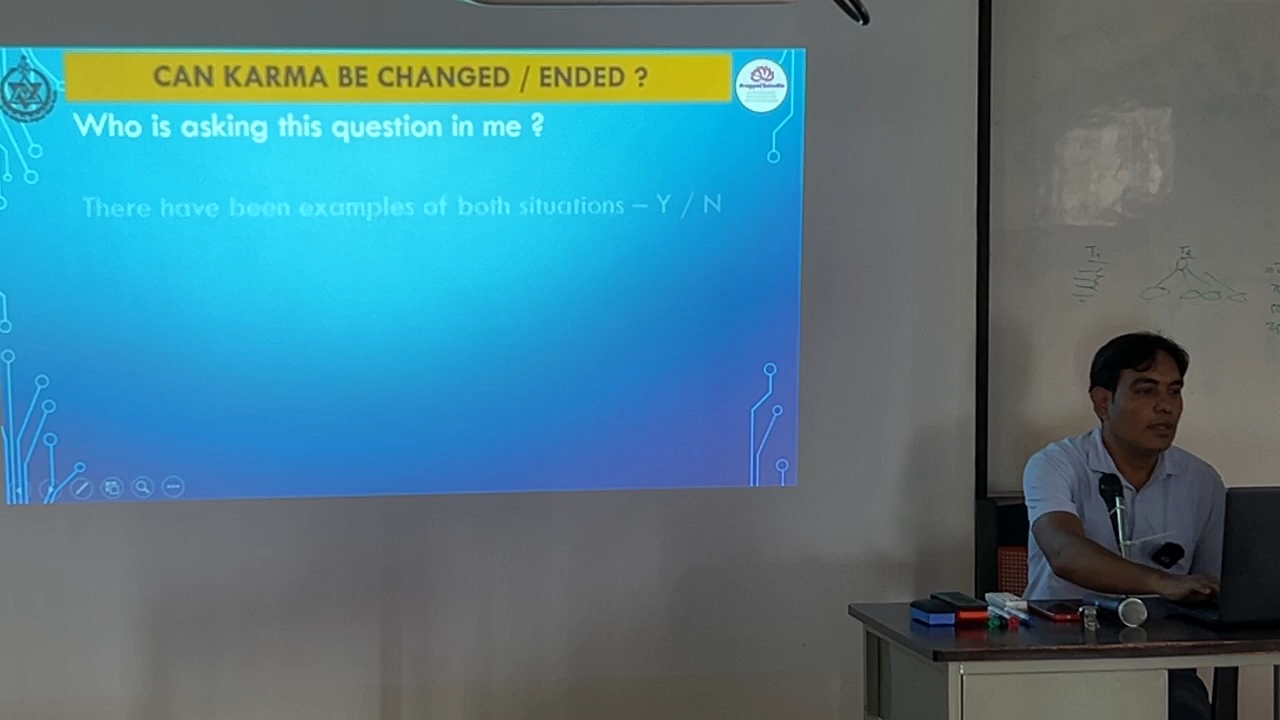 CAN KARMA BE CHANGED / ENDED ?
Who is asking this question in me ?
There have been examples of both situations – Y / N